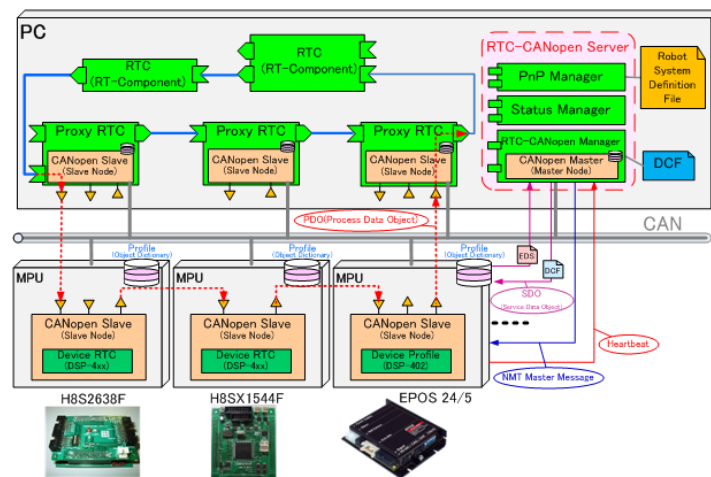 PC
RTC
(RT-Component)
RTC
(RT-Component)
RTC-CANopen Server
PnP Manager
Status Manager
RTC-CANopen Manager
CANopen Master
(Master Node)
Robot
System
Definition
File
DCF
Proxy RTC
CANopen Slave
(Slave Node)
Proxy RTC
CANopen Slave
(Slave Node)
Proxy RTC
CANopen Slave
(Slave Node)
PDO(Process Data Object)
CAN
Profile
(Object Dictionary)
Profile
(Object Dictionary)
Profile
(Object Dictionary)
EDS
DCF
SDO
(Service Data Object)
MPU
CANopen Slave
(Slave Node)
Device RTC
(DSP-4xx)
MPU
CANopen Slave
(Slave Node)
Device RTC
(DSP-4xx)
MPU
CANopen Slave
(Slave Node)
Device Profile
(DSP-402)
Heartbeat
NMT Master Message
H8S2638F
H8SX1544F
EPOS 24/5